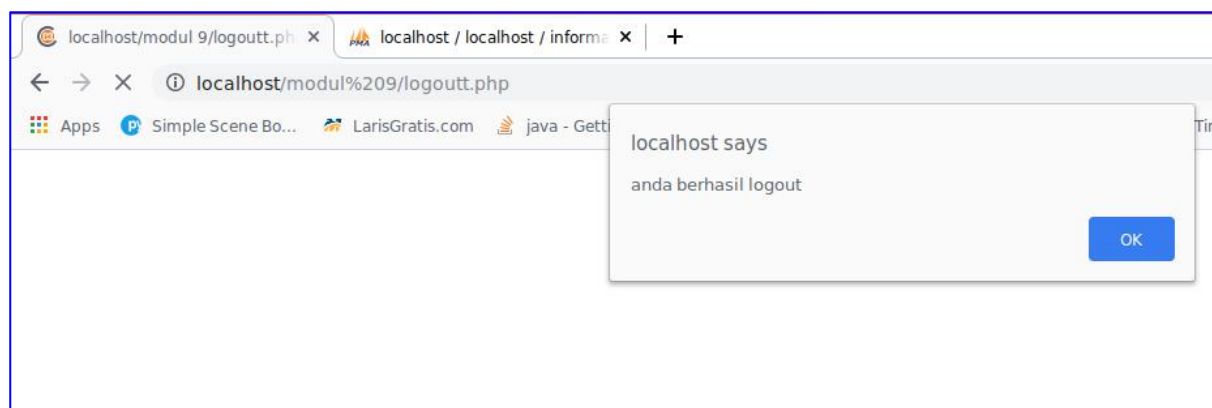 localhost/modul 9/logoutt.ph
localhost / localhost / informa
localhost/modul%209/logoutt.php
Apps
Simple Scene Bo...
LarisGratis.com
java - Getti
Tir
localhost says
anda berhasil logout
OK